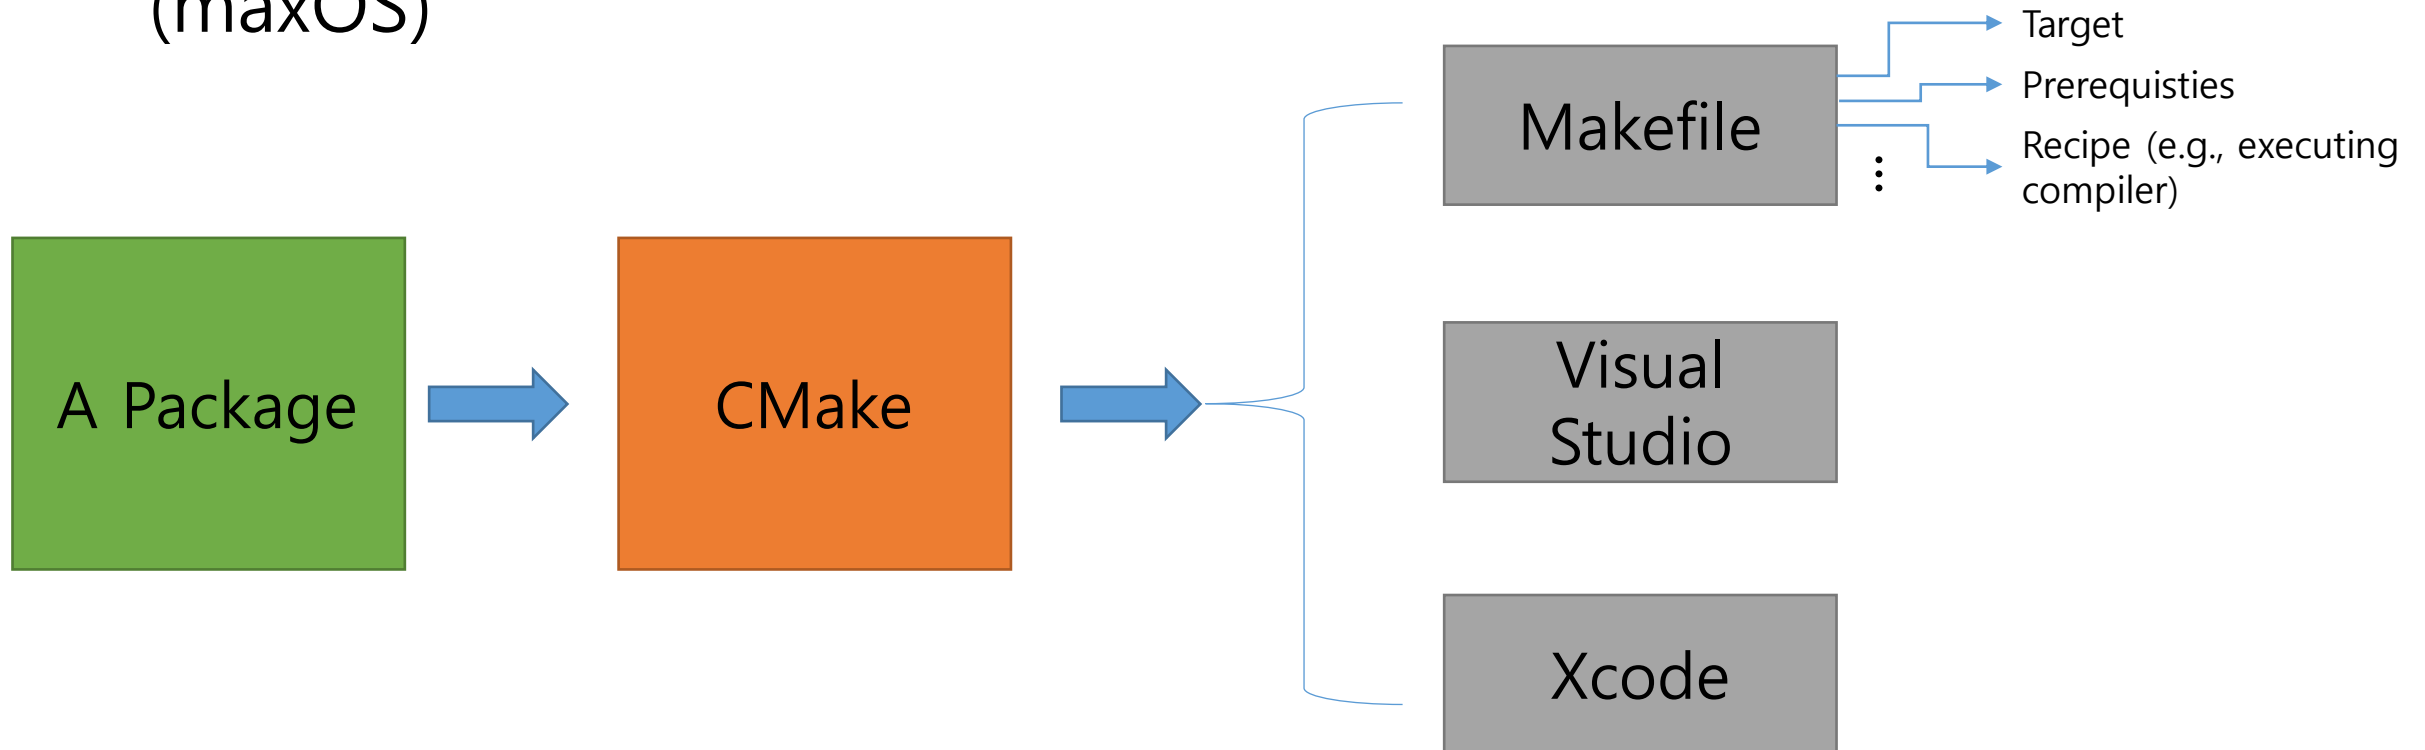 (maxOS)
Target
Prerequisties
Recipe (e.g., executing
compiler)
Makefile
A Package
CMake
Visual
Studio
Xcode